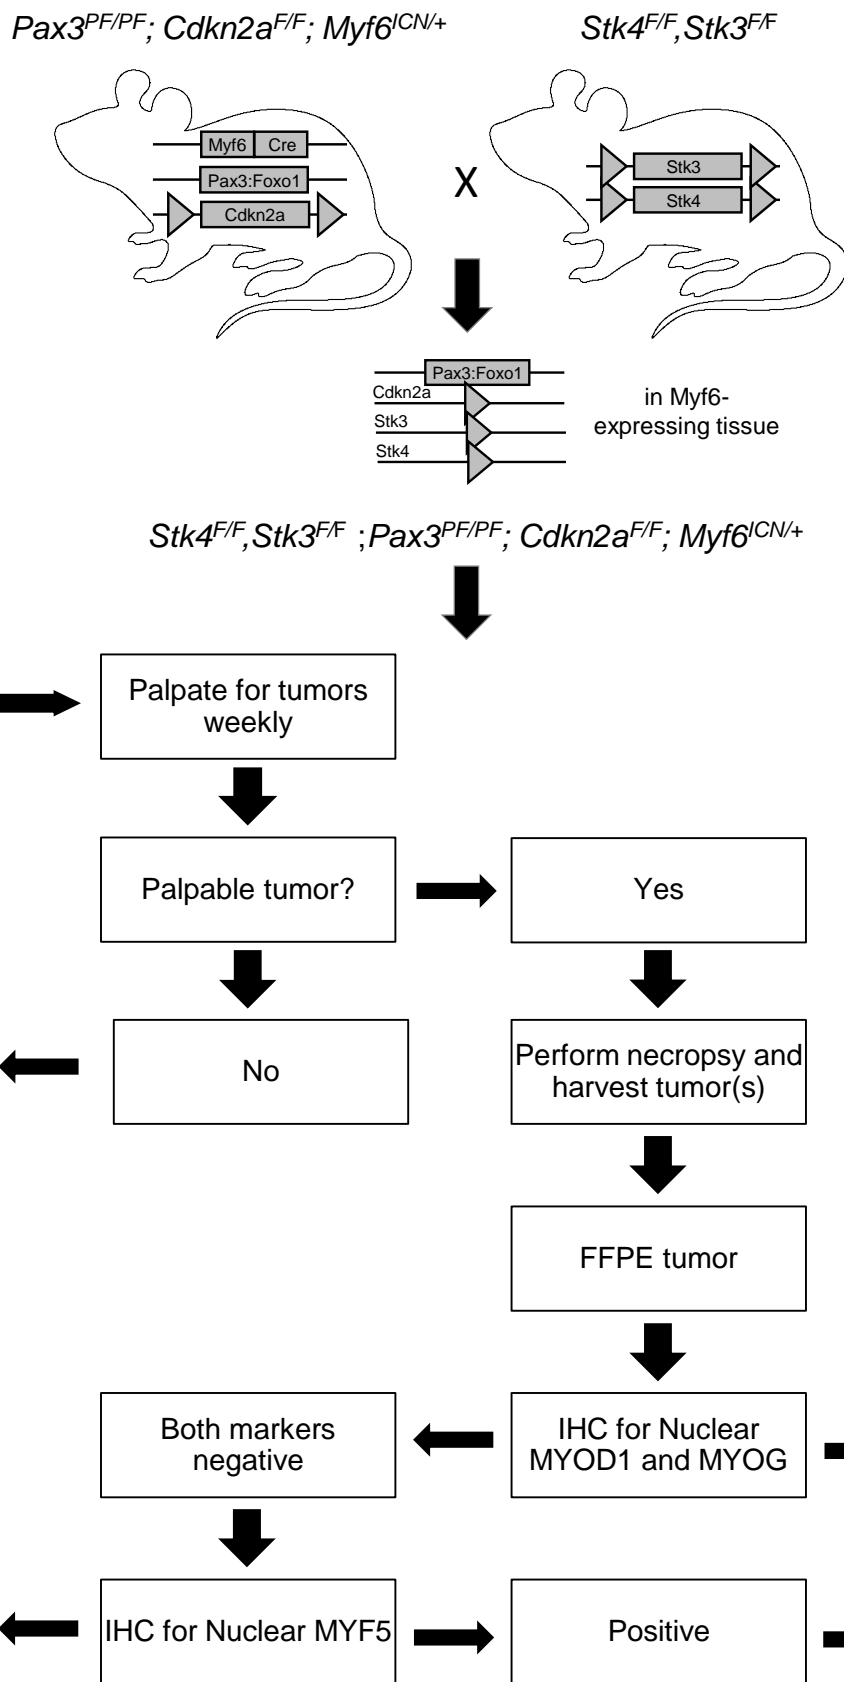 Pax3PF/PF; Cdkn2aF/F; Myf6ICN/+
Stk4F/F,Stk3F/F
Myf6 Cre
Pax3:Foxo1
Cdkn2a
X
Stk3
Stk4
Pax3:Foxo1
Cdkn2a
Stk3
Stk4
in Myf6-
expressing tissue
Stk4F/F,Stk3F/F ;Pax3PF/PF; Cdkn2aF/F; Myf6ICN/+
Palpate for tumors
weekly
Palpable tumor?
Yes
No
Perform necropsy and
harvest tumor(s)
FFPE tumor
Both markers
negative
IHC for Nuclear
MYOD1 and MYOG
IHC for Nuclear MYF5
Positive